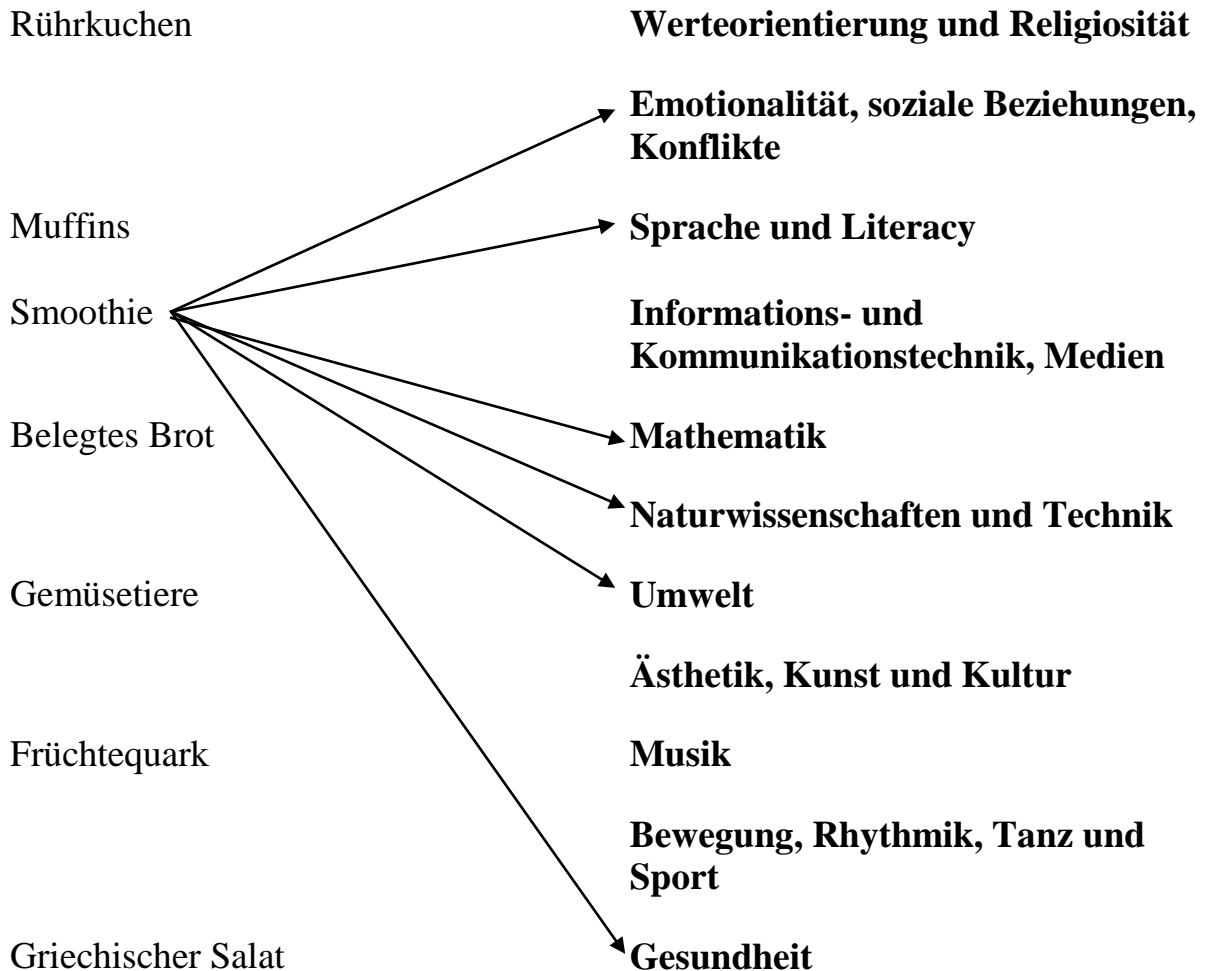 Rührkuchen
Werteorientierung und Religiosität
Emotionalität, soziale Beziehungen,
Konflikte
Muffins
Sprache und Literacy
Smoothie
Informations- und
Kommunikationstechnik, Medien
Belegtes Brot
Mathematik
Naturwissenschaften und Technik
Gemüsetiere
Umwelt
Ästhetik, Kunst und Kultur
Früchtequark
Musik
Bewegung, Rhythmik, Tanz und
Sport
Griechischer Salat
Gesundheit